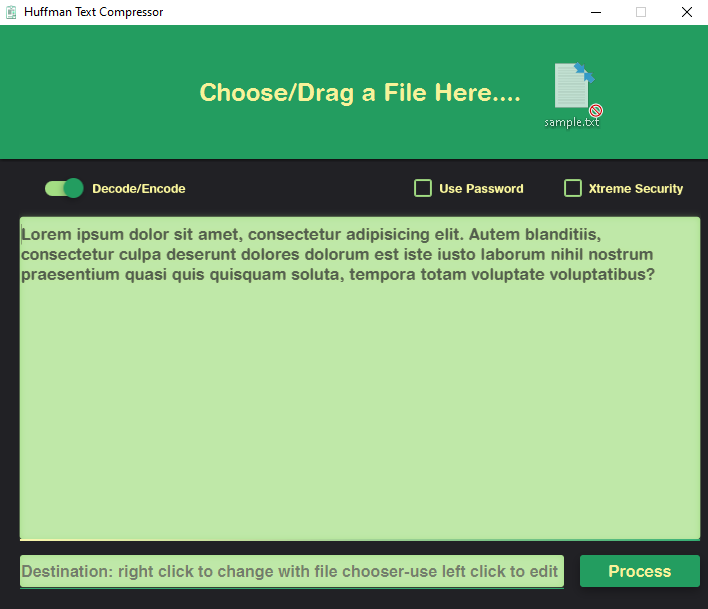 Huffman Text Compressor
Choose/Drag a File Here....
sample.txt
Decode/Encode
Use Password
Xtreme Security
Lorem ipsum dolor sit amet, consectetur adipisicing elit. Autem blanditiis,
consectetur culpa deserunt dolores dolorum est iste iusto laborum nihil nostrum
praesentium quasi quis quisquam soluta, tempora totam voluptate voluptatibus?
Destination: right click to change with file chooser-use left click to edit
Process